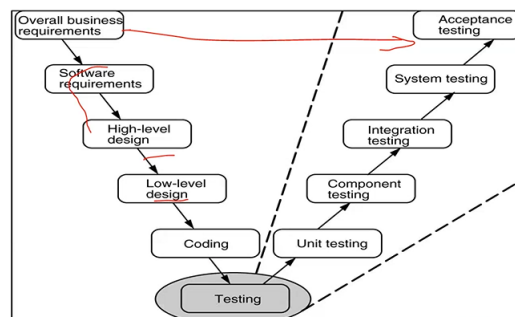 Overall business
requirements
Software
requirements
High-level
design
Low-level
design
Coding
Testing
Unit testing
Component
testing
Integration
testing
System testing
Acceptance
testing